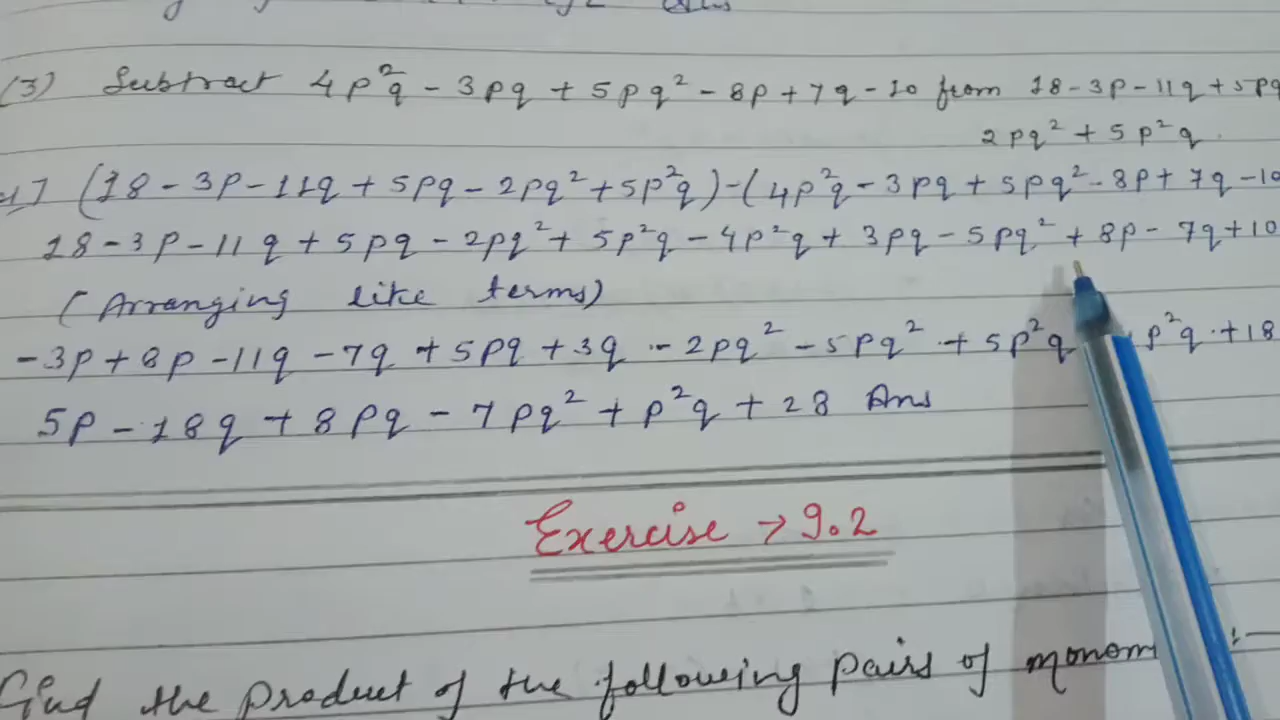 (3) Subtract 4p²q - 3pq + 5pq² - 8p + 7q - 10 from 18 - 3p - 11q + 5pq
2pq² + 5p²q
(18 - 3p - 11q + 5pq - 2pq² + 5p²q) - (4p²q - 3pq + 5pq² - 8p + 7q - 10
18 - 3p - 11q + 5pq - 2pq² + 5p²q - 4p²q + 3pq - 5pq² + 8p - 7q + 10
(Arranging like terms)
-3p + 8p - 11q - 7q + 5pq + 3q - 2pq² - 5pq² + 5p²q p²q + 18
5p - 18q + 8pq - 7pq² + p²q + 28 Ans
Exercise → 9.2
Find the product of the following pairs of monom :-